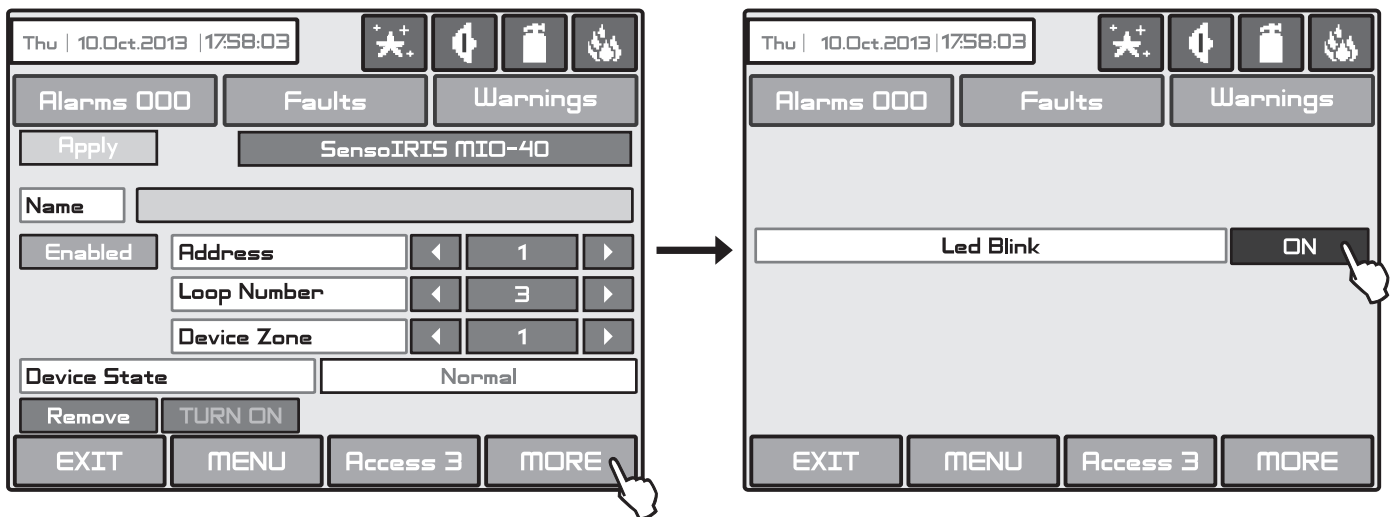 Thu | 10.Oct.2013 | 17:58:03
Alarms 000 Faults Warnings
Apply SensoIRIS MIO-40
Name
Enabled Address 1
Loop Number 3
Device Zone 1
Device State Normal
Remove TURN ON
EXIT MENU Access 3 MORE
Thu | 10.Oct.2013 | 17:58:03
Alarms 000 Faults Warnings
Led Blink ON
EXIT MENU Access 3 MORE